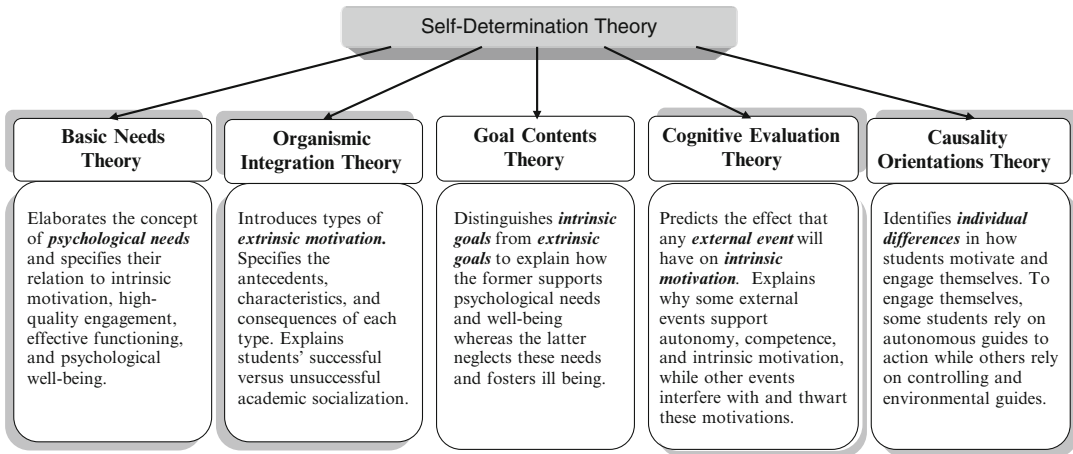 Self-Determination Theory
Basic Needs
Theory
Elaborates the concept
of psychological needs
and specifies their
relation to intrinsic
motivation, high-
quality engagement,
effective functioning,
and psychological
well-being.
Organismic
Integration Theory
Introduces types of
extrinsic motivation.
Specifies the
antecedents,
characteristics, and
consequences of each
type. Explains
students’ successful
versus unsuccessful
academic socialization.
Goal Contents
Theory
Distinguishes intrinsic
goals from extrinsic
goals to explain how
the former supports
psychological needs
and well-being
whereas the latter
neglects these needs
and fosters ill being.
Cognitive Evaluation
Theory
Predicts the effect that
any external event will
have on intrinsic
motivation. Explains
why some external
events support
autonomy, competence,
and intrinsic motivation,
while other events
interfere with and thwart
these motivations.
Causality
Orientations Theory
Identifies individual
differences in how
students motivate and
engage themselves. To
engage themselves,
some students rely on
autonomous guides to
action while others rely
on controlling and
environmental guides.